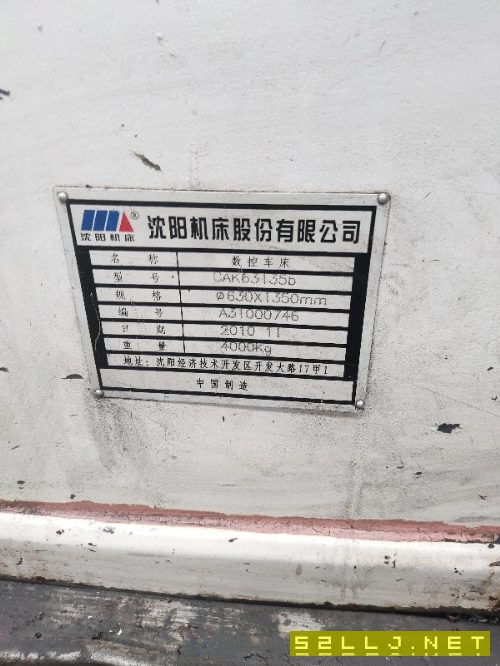 沈阳机床® 沈阳机床股份有限公司
名 称 数控车床
型 号 CAK63135b
规 格 ø630X1350mm
编 号 A31000746
日 期 2010 11
重 量 4000Kg
地址: 沈阳经济技术开发区开发大路17甲1
中国制造
52LLJ.NET